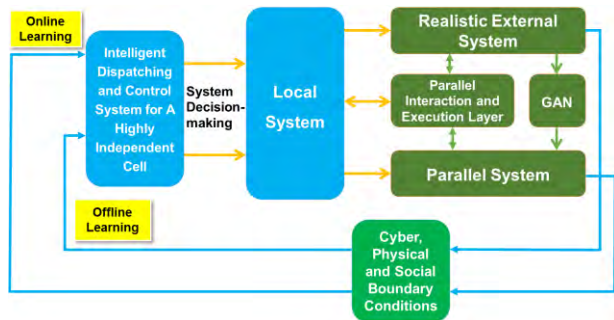 Online
Learning
Intelligent
Dispatching
and Control
System for A
Highly
Independent
Cell
System
Decision-
making
Local
System
Realistic External
System
Parallel
Interaction and
Execution Layer
GAN
Parallel System
Offline
Learning
Cyber,
Physical
and Social
Boundary
Conditions